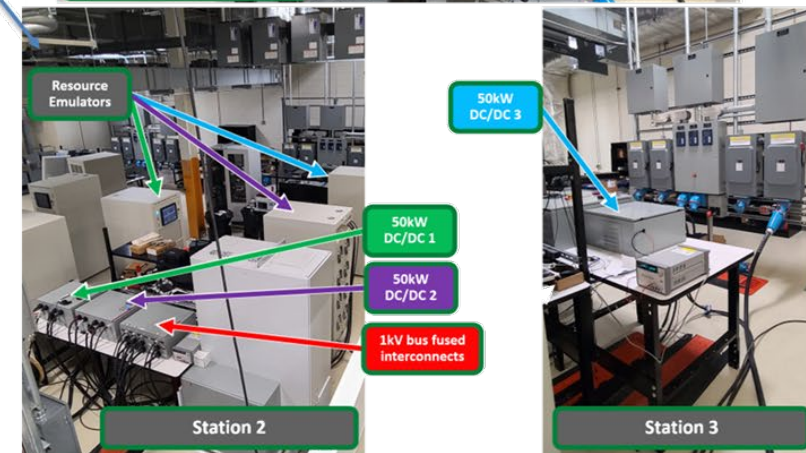 Resource
Emulators
50kW
DC/DC 3
50kW
DC/DC 1
50kW
DC/DC 2
1kV bus fused
interconnects
Station 2
Station 3